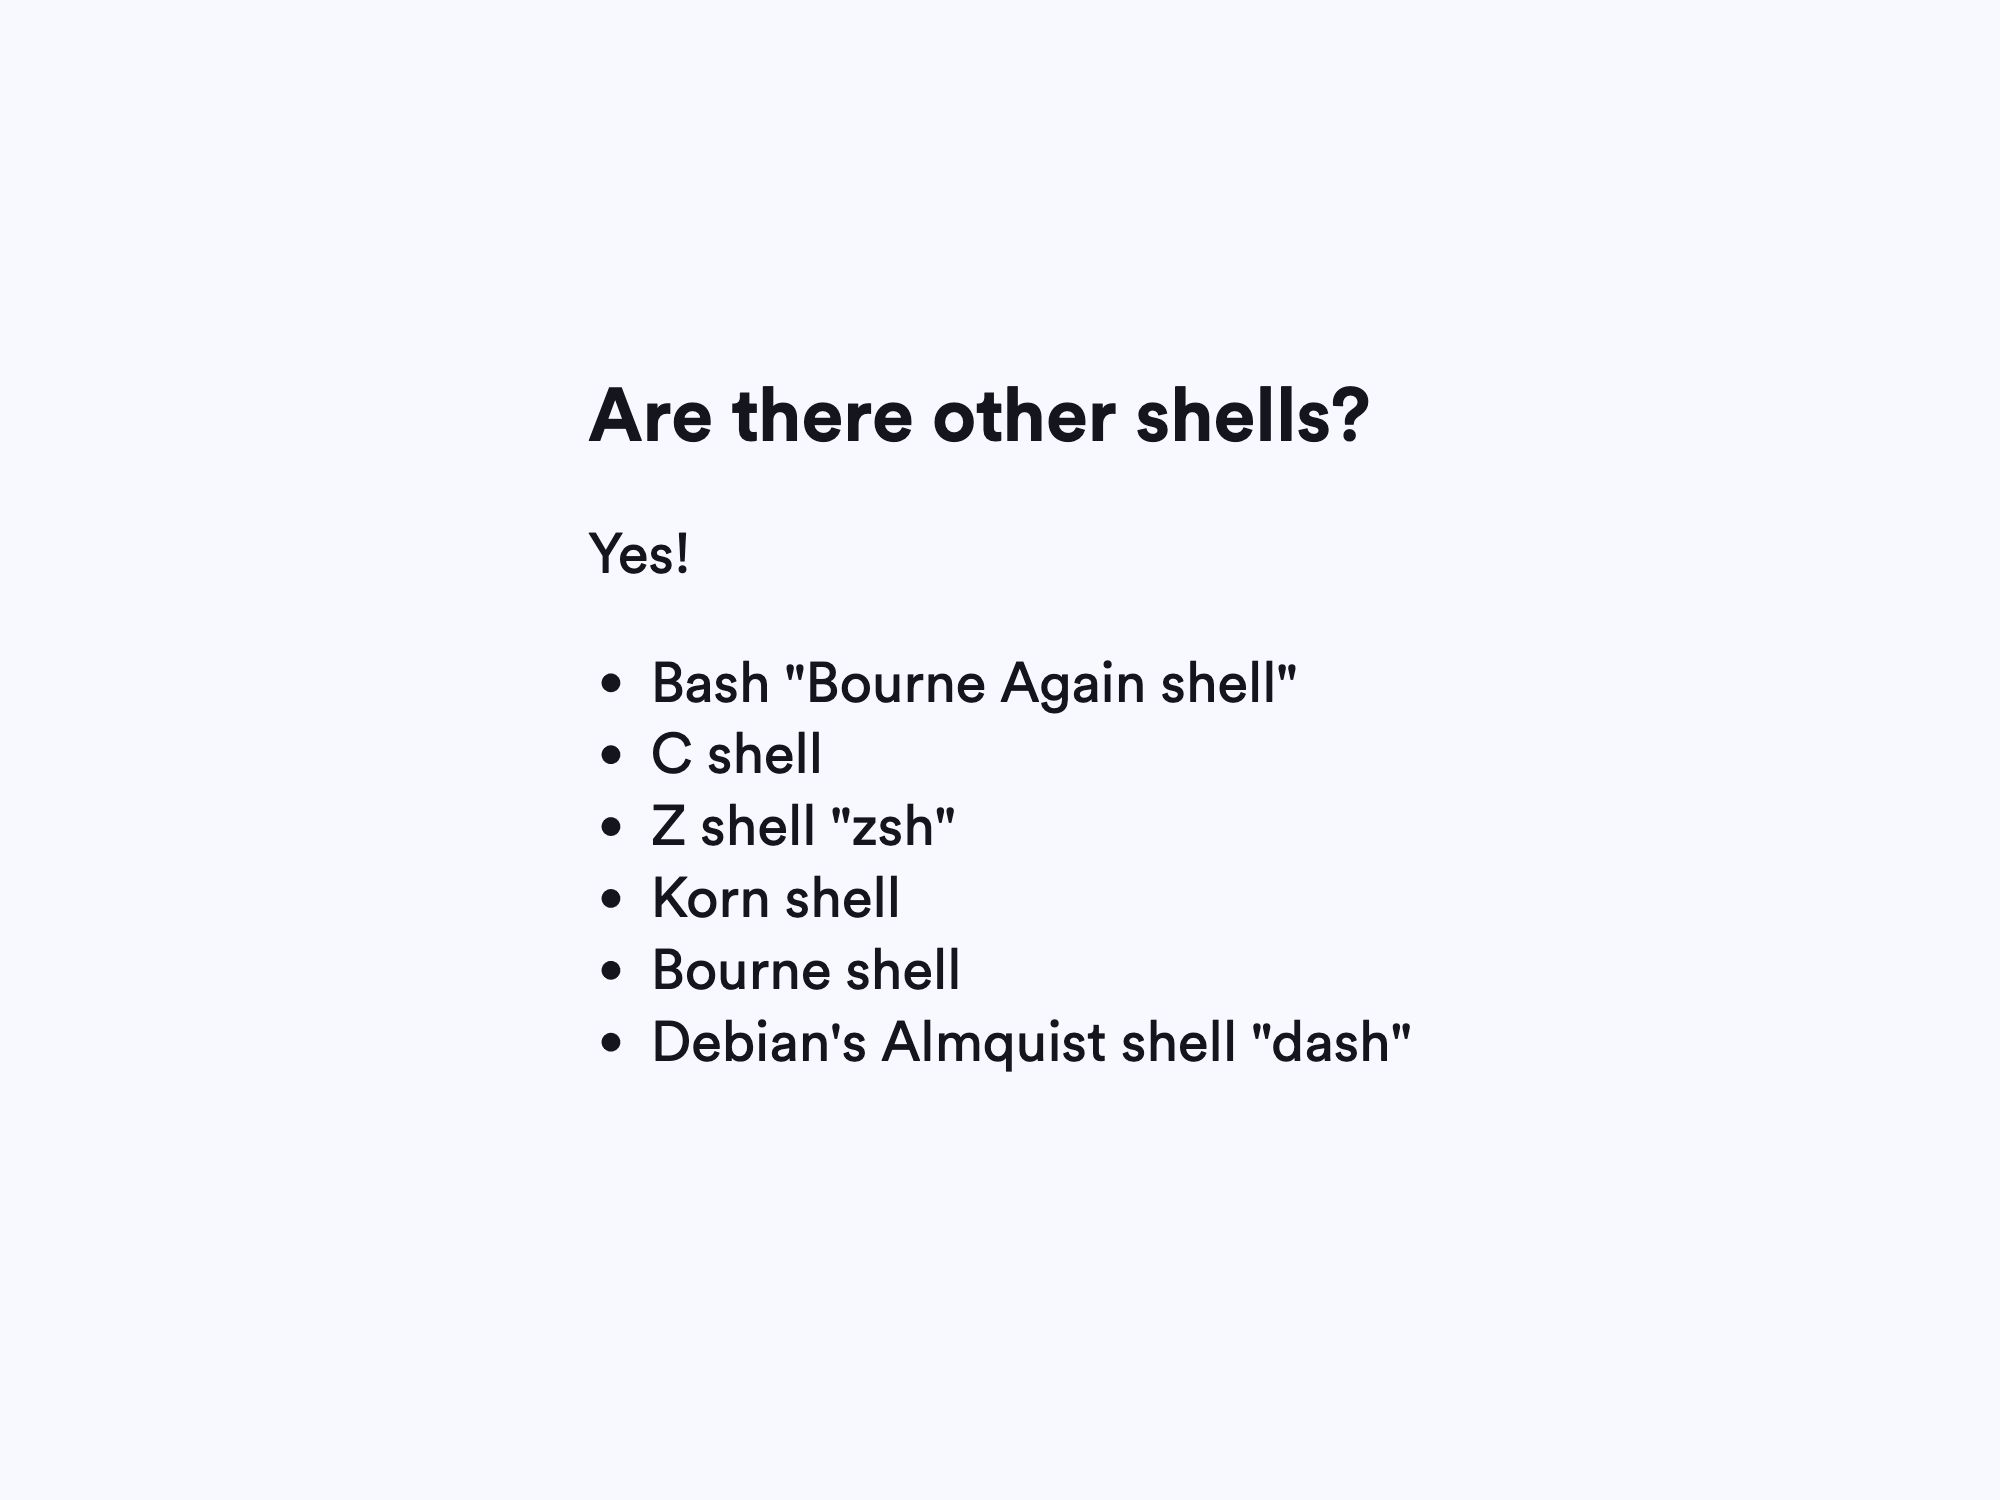 Are there other shells?
Yes!
• Bash "Bourne Again shell"
• C shell
• Z shell "zsh"
• Korn shell
• Bourne shell
• Debian's Almquist shell "dash"